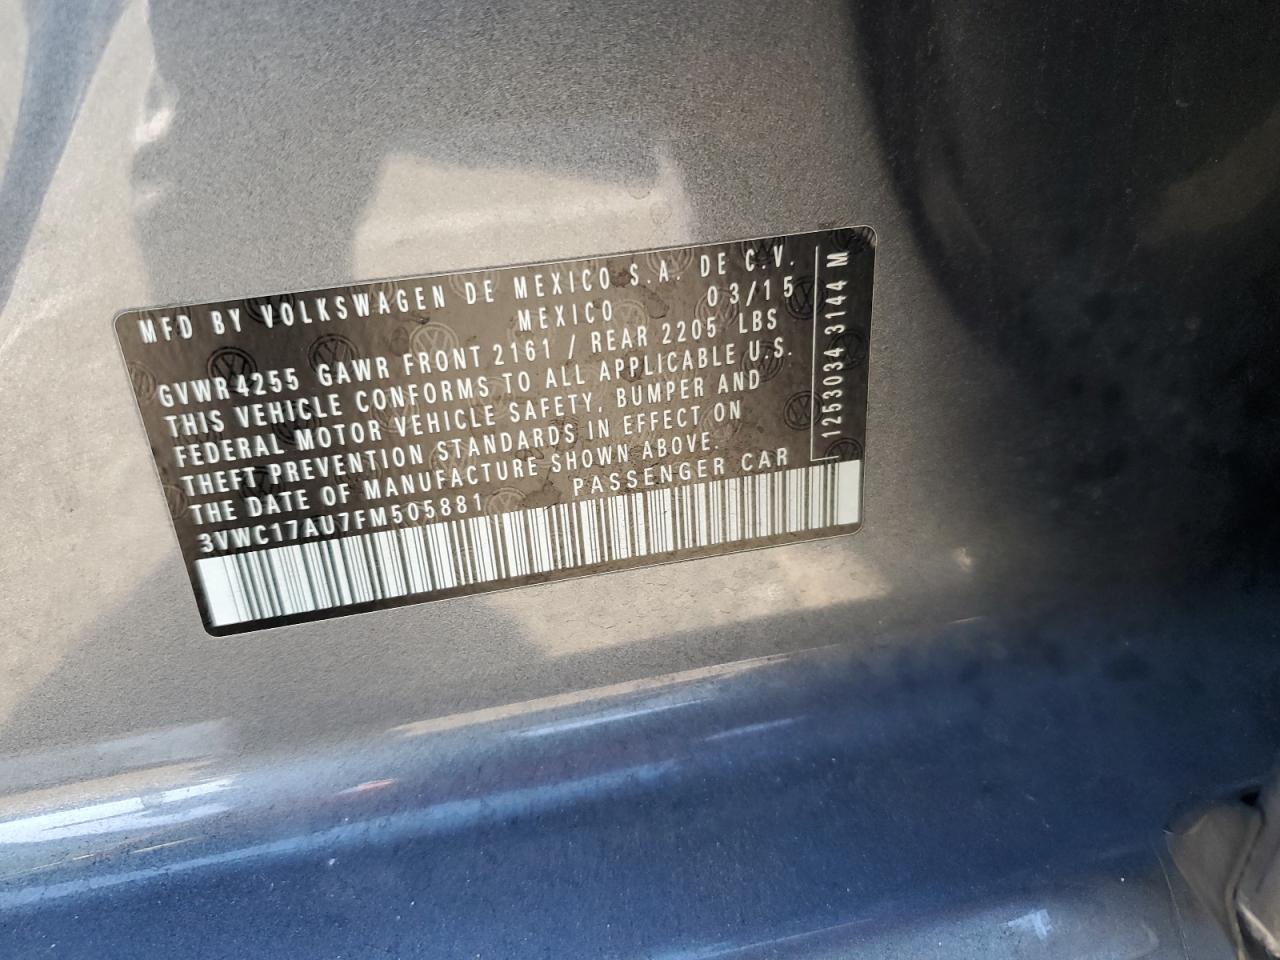 MFD BY VOLKSWAGEN DE MEXICO S.A. DE C.V.
MEXICO 03/15
GVWR 4255 GAWR FRONT 2161 / REAR 2205 LBS
THIS VEHICLE CONFORMS TO ALL APPLICABLE U.S.
FEDERAL MOTOR VEHICLE SAFETY, BUMPER AND
THEFT PREVENTION STANDARDS IN EFFECT ON
THE DATE OF MANUFACTURE SHOWN ABOVE.
3VWC17AU7FM505881 PASSENGER CAR
1253034 3144 M